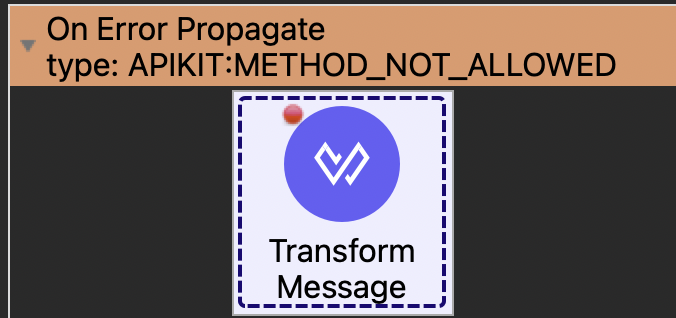 On Error Propagate
type: APIKIT:METHOD_NOT_ALLOWED
Transform
Message